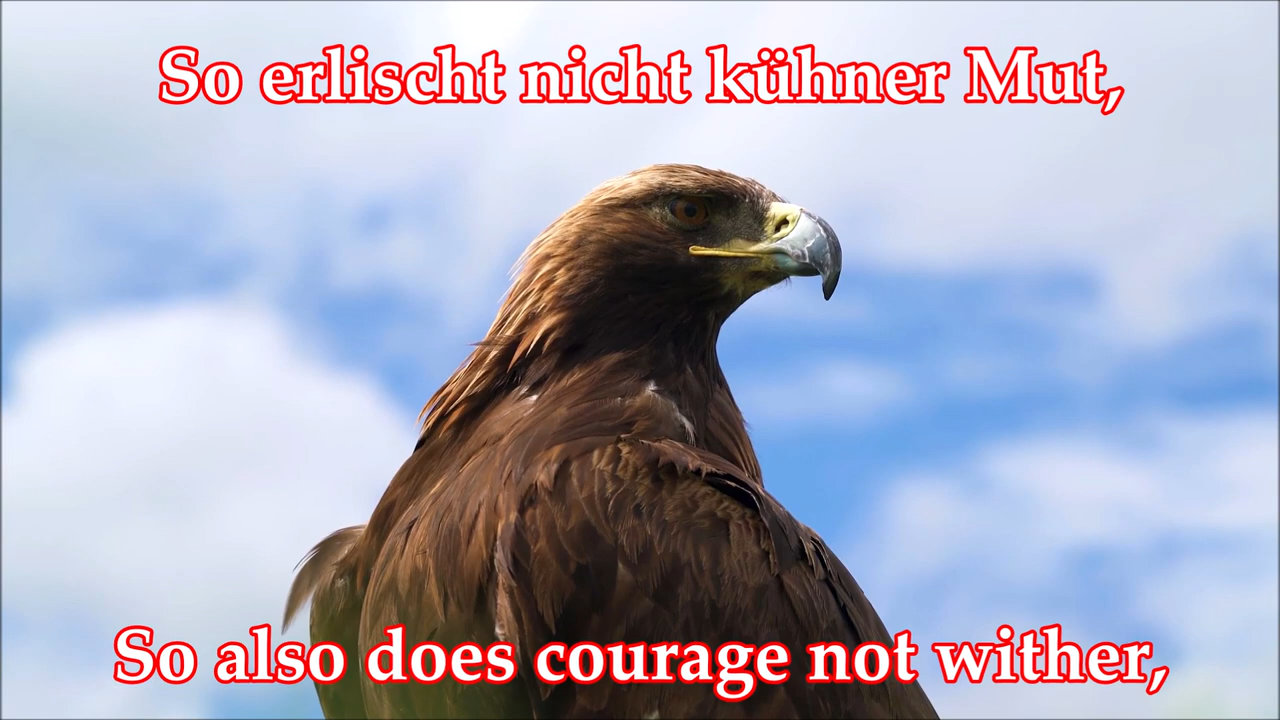 So erlischt nicht kühner Mut,
So also does courage not wither,